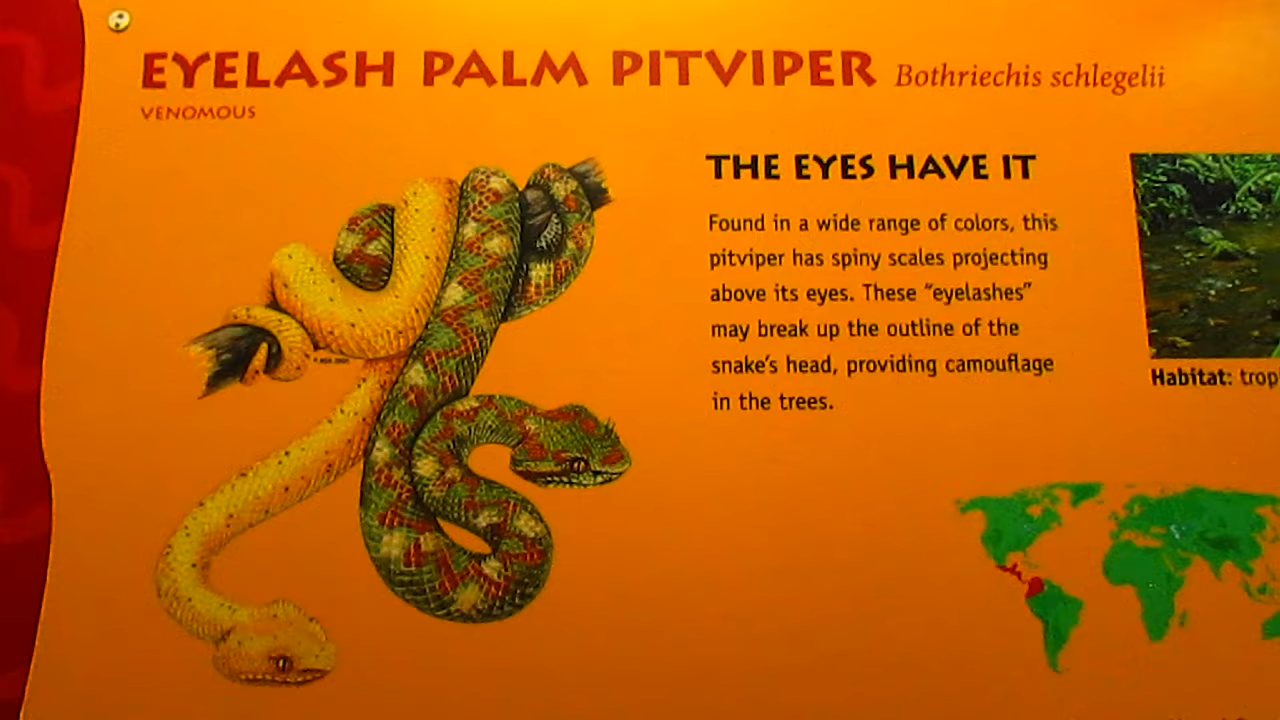 EYELASH PALM PITVIPER Bothriechis schlegelii
VENOMOUS
THE EYES HAVE IT
Found in a wide range of colors, this
pitviper has spiny scales projecting
above its eyes. These “eyelashes”
may break up the outline of the
snake’s head, providing camouflage
in the trees.
Habitat: